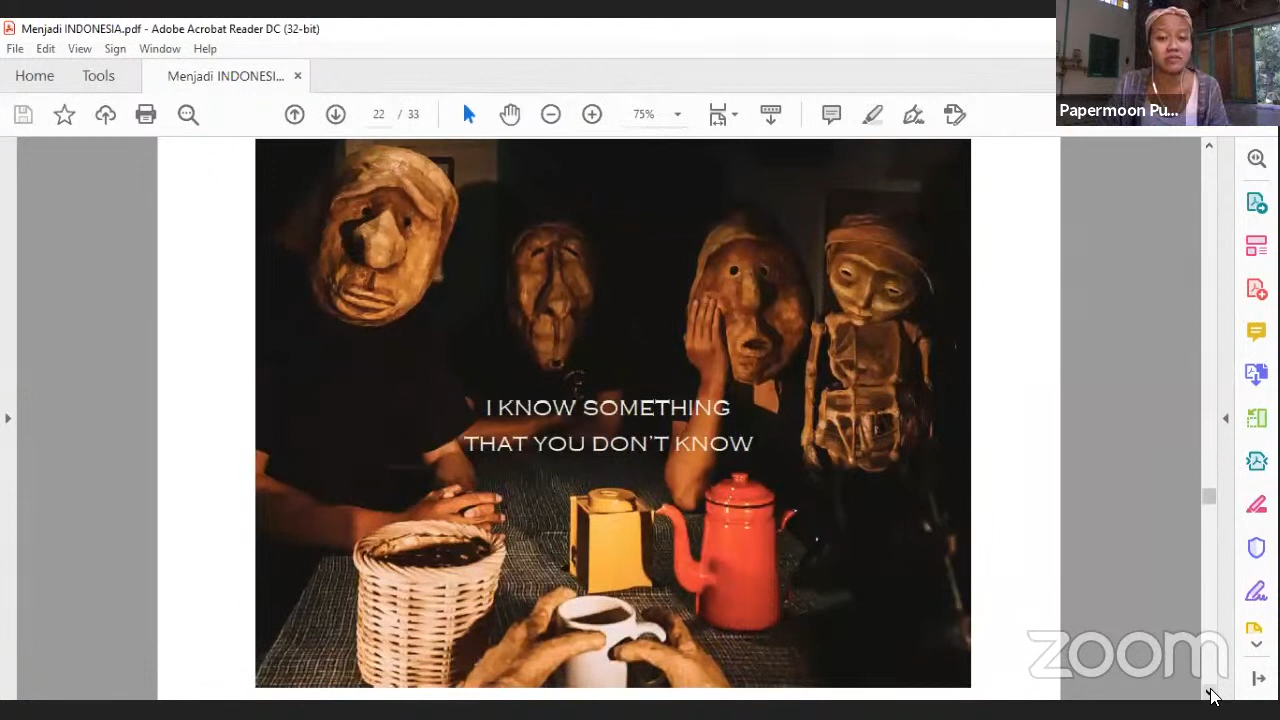 Menjadi INDONESIA.pdf - Adobe Acrobat Reader DC (32-bit)
File Edit View Sign Window Help
Home Tools Menjadi INDONESI... ×
22 / 33 75%
Papermoon Pu...
I KNOW SOMETHING
THAT YOU DON'T KNOW
zoom